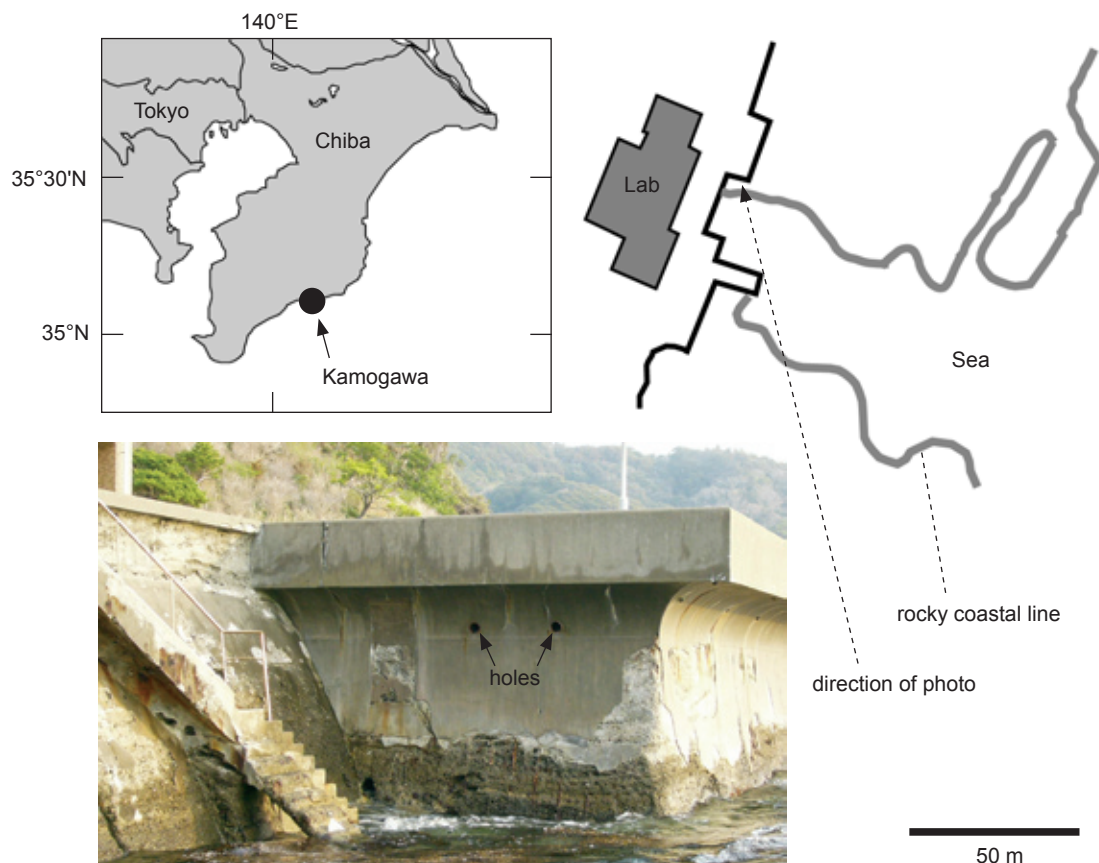 140°E
Tokyo
Chiba
35°30'N
35°N
Kamogawa
Lab
Sea
rocky coastal line
direction of photo
holes
50 m